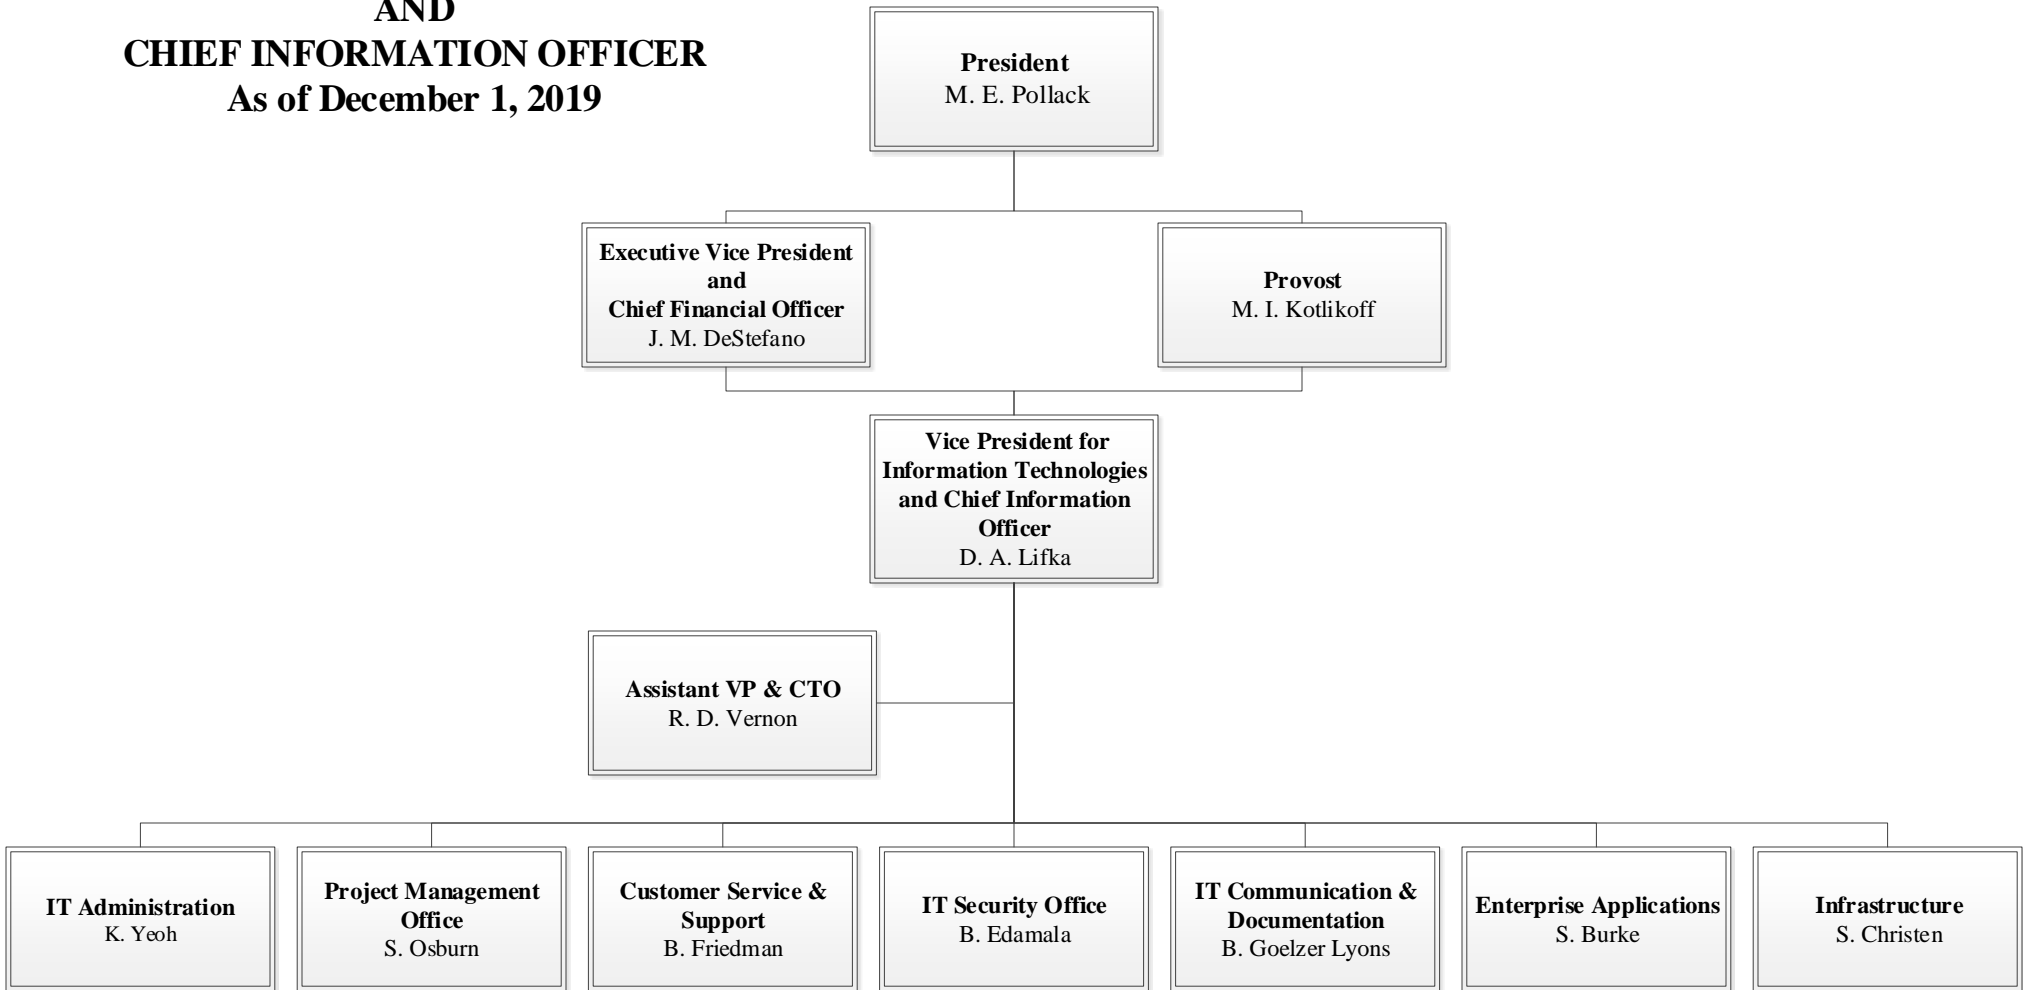 AND
CHIEF INFORMATION OFFICER
As of December 1, 2019
President
M. E. Pollack
Executive Vice President
and
Chief Financial Officer
J. M. DeStefano
Provost
M. I. Kotlikoff
Vice President for
Information Technologies
and Chief Information
Officer
D. A. Lifka
Assistant VP & CTO
R. D. Vernon
IT Administration
K. Yeoh
Project Management
Office
S. Osburn
Customer Service &
Support
B. Friedman
IT Security Office
B. Edamala
IT Communication &
Documentation
B. Goelzer Lyons
Enterprise Applications
S. Burke
Infrastructure
S. Christen